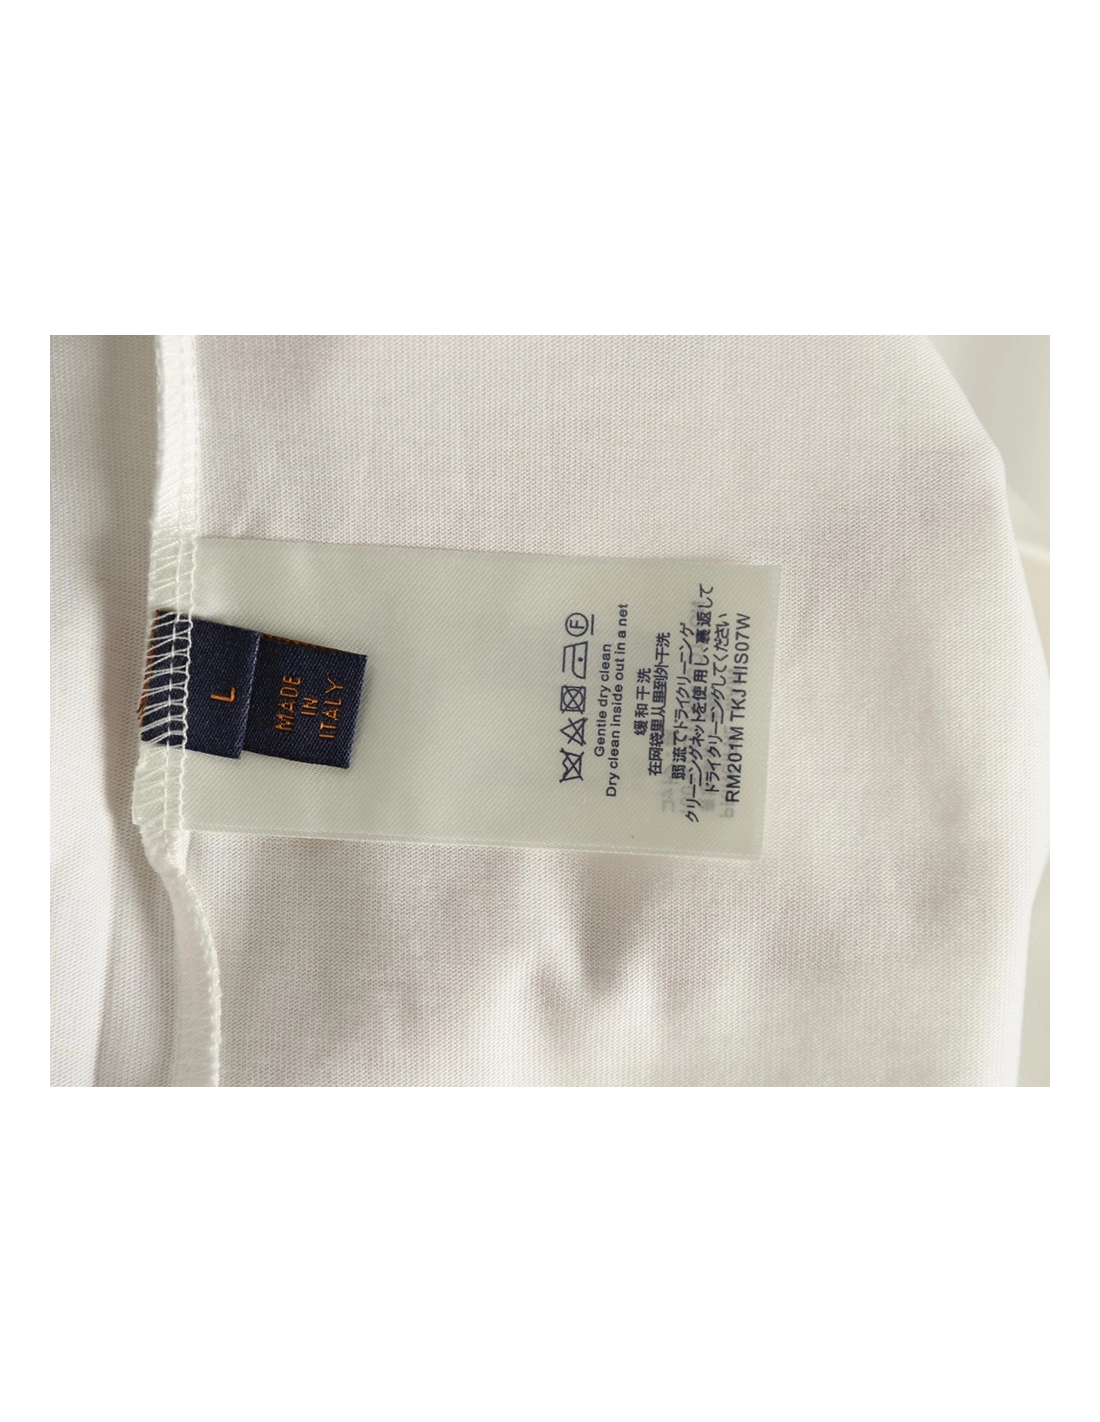 L
MADE
IN
ITALY
F
Gentle dry clean
Dry clean inside out in a net
缓和干洗
在网袋里从里到外干洗
弱流でドライクリーニング
クリーニングネットを使用し、裏返して
ドライクリーニングしてください
RM201M TKJ HIS07W